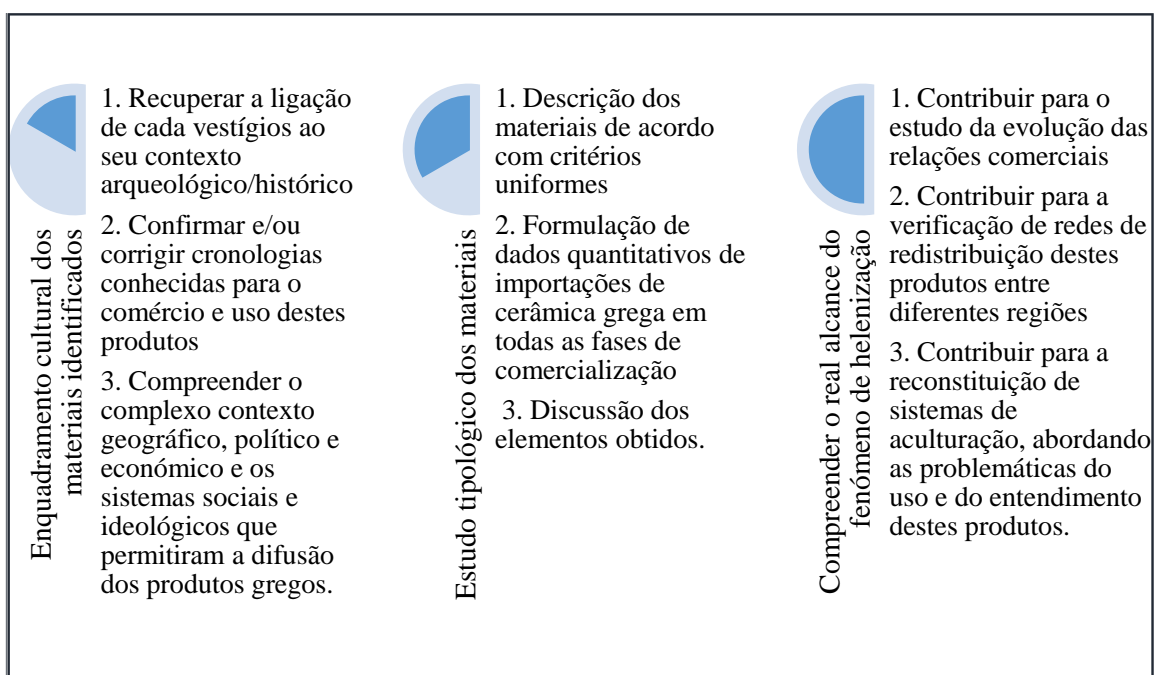 Enquadramento cultural dos
materiais identificados
1. Recuperar a ligação
de cada vestígios ao
seu contexto
arqueológico/histórico
2. Confirmar e/ou
corrigir cronologias
conhecidas para o
comércio e uso destes
produtos
3. Compreender o
complexo contexto
geográfico, político e
económico e os
sistemas sociais e
ideológicos que
permitiram a difusão
dos produtos gregos.
Estudo tipológico dos materiais
1. Descrição dos
materiais de acordo
com critérios
uniformes
2. Formulação de
dados quantitativos de
importações de
cerâmica grega em
todas as fases de
comercialização
3. Discussão dos
elementos obtidos.
Compreender o real alcance do
fenómeno de helenização
1. Contribuir para o
estudo da evolução das
relações comerciais
2. Contribuir para a
verificação de redes de
redistribuição destes
produtos entre
diferentes regiões
3. Contribuir para a
reconstituição de
sistemas de
aculturação, abordando
as problemáticas do
uso e do entendimento
destes produtos.